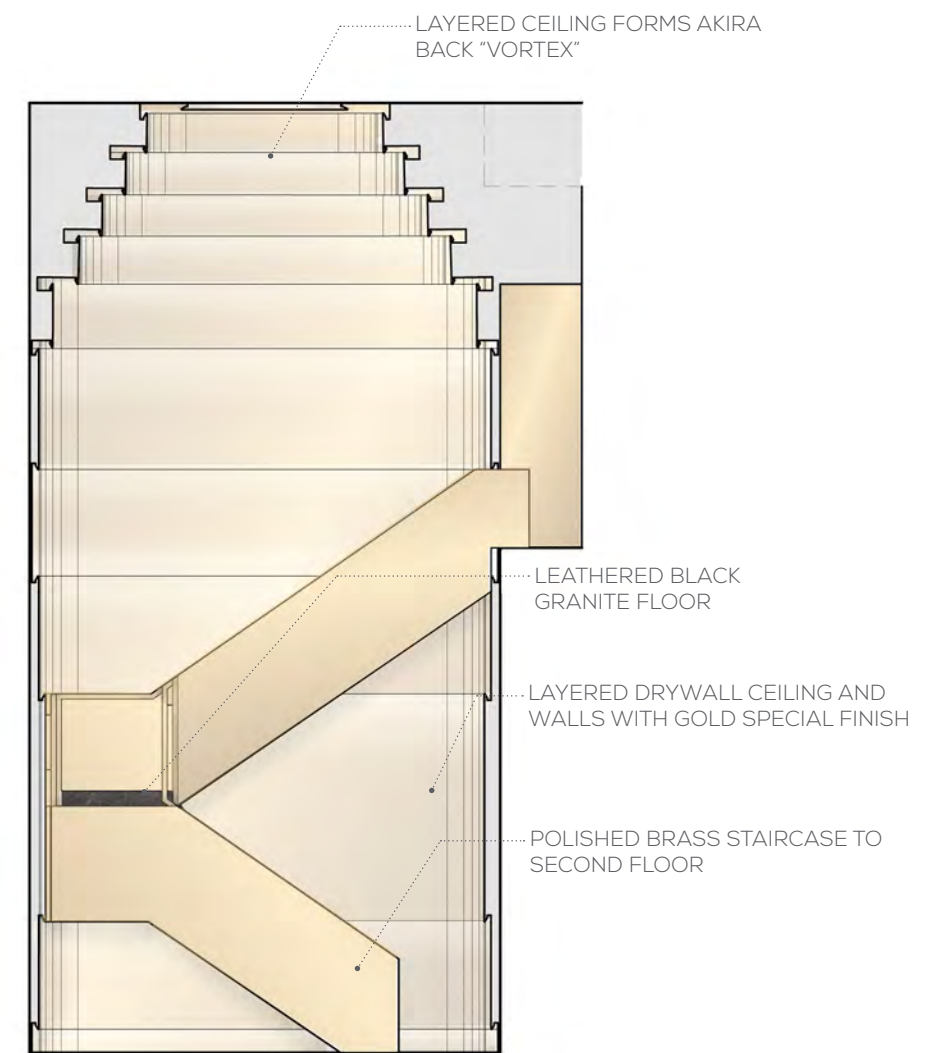 LAYERED CEILING FORMS AKIRA
BACK “VORTEX”
LEATHERED BLACK
GRANITE FLOOR
LAYERED DRYWALL CEILING AND
WALLS WITH GOLD SPECIAL FINISH
POLISHED BRASS STAIRCASE TO
SECOND FLOOR